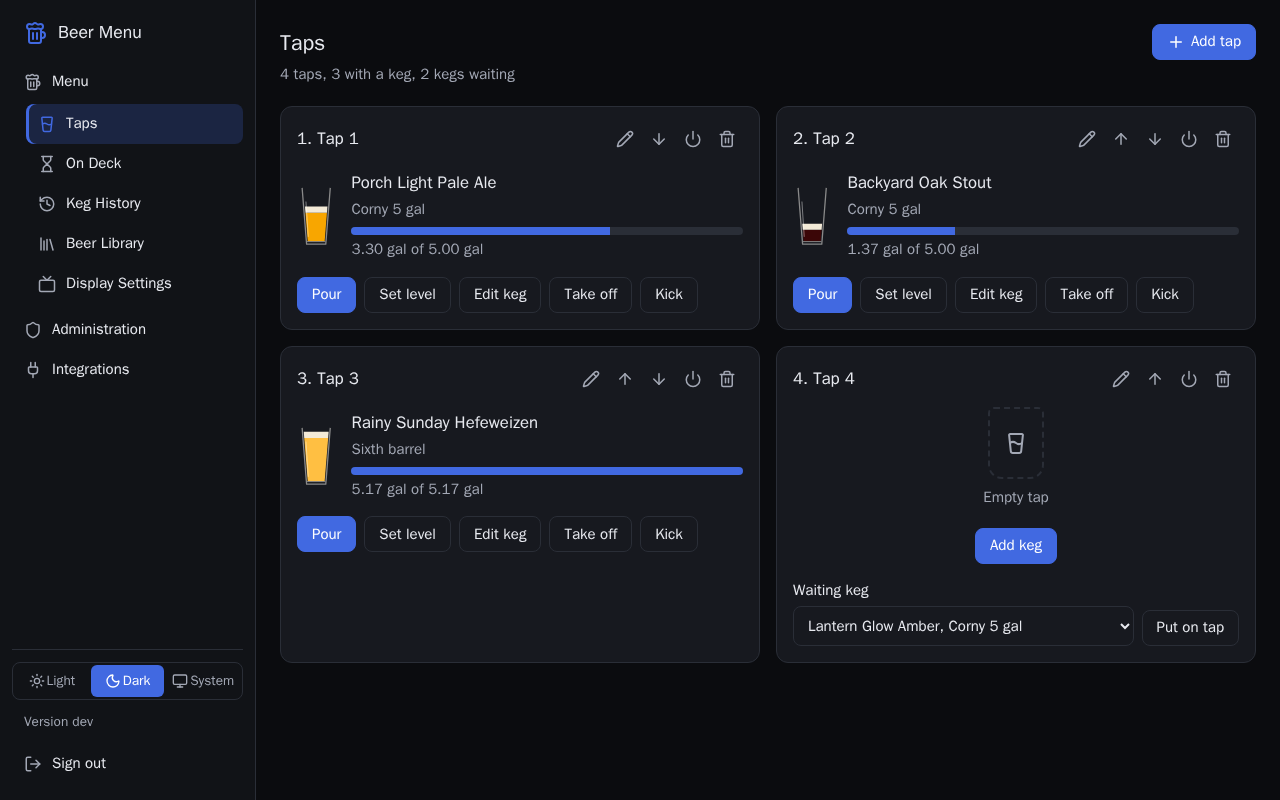 Beer Menu
Menu
Taps
On Deck
Keg History
Beer Library
Display Settings
Administration
Integrations
Light
Dark
System
Version dev
Sign out
Taps
4 taps, 3 with a keg, 2 kegs waiting
Add tap
1. Tap 1
Porch Light Pale Ale
Corny 5 gal
3.30 gal of 5.00 gal
Pour Set level Edit keg Take off Kick
2. Tap 2
Backyard Oak Stout
Corny 5 gal
1.37 gal of 5.00 gal
Pour Set level Edit keg Take off Kick
3. Tap 3
Rainy Sunday Hefeweizen
Sixth barrel
5.17 gal of 5.17 gal
Pour Set level Edit keg Take off Kick
4. Tap 4
Empty tap
Add keg
Waiting keg
Lantern Glow Amber, Corny 5 gal
Put on tap